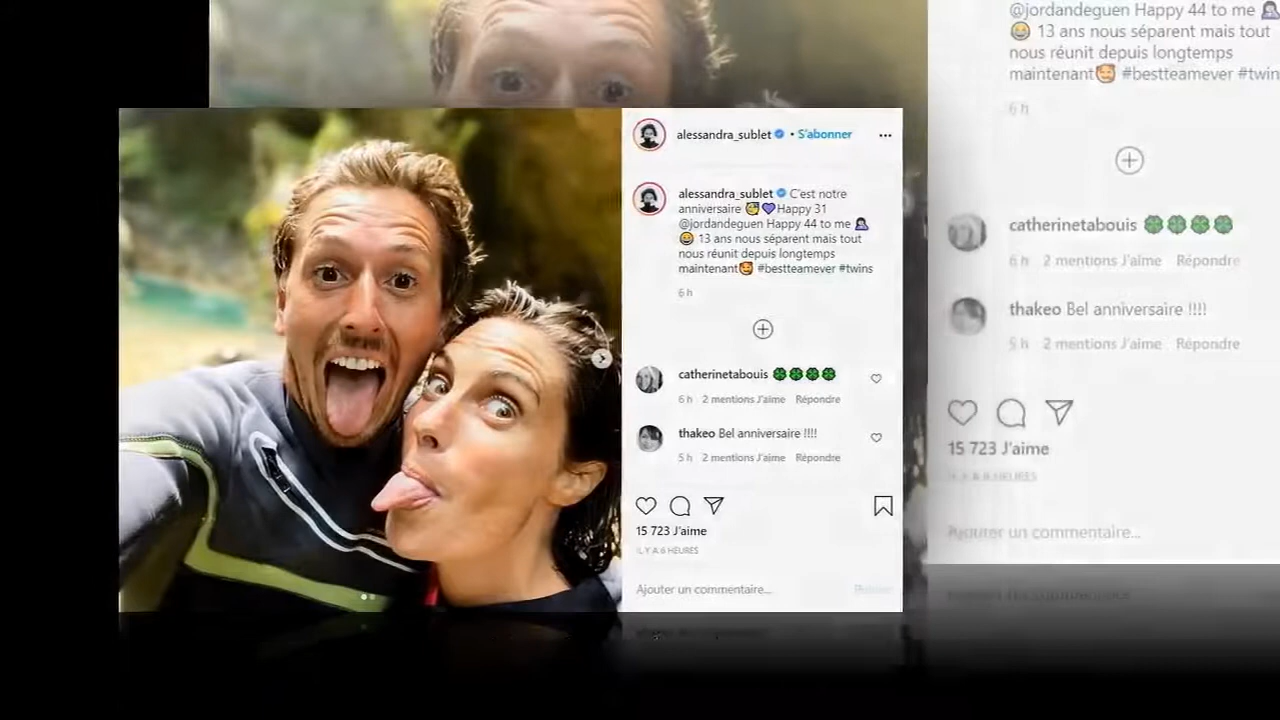 alessandra_sublet • S'abonner
alessandra_sublet C'est notre
anniversaire 😅💜Happy 31
@jordandeguen Happy 44 to me 🤦🏻‍♀️
😂 13 ans nous séparent mais tout
nous réunit depuis longtemps
maintenant🥰 #bestteamever #twins
6 h
catherinetabouis 🍀🍀🍀🍀
6 h 2 mentions J'aime Répondre
thakeo Bel anniversaire !!!!
5 h 2 mentions J'aime Répondre
15 723 J'aime
IL Y A 6 HEURES
Ajouter un commentaire...
Publier
@jordandeguen Happy 44 to me 🤦🏻‍♀️
😂 13 ans nous séparent mais tout
nous réunit depuis longtemps
maintenant🥰 #bestteamever #twin
6 h
catherinetabouis 🍀🍀🍀🍀
6 h 2 mentions J'aime Répondre
thakeo Bel anniversaire !!!!
5 h 2 mentions J'aime Répondre
15 723 J'aime
IL Y A 6 HEURES
Ajouter un commentaire...